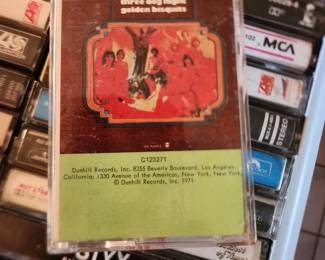 three dog night
golden bisquits
C123271
Dunhill Records, Inc. 8255 Beverly Boulevard, Los Angeles
California; 1330 Avenue of the Americas, New York, New York
© Dunhill Records, Inc. 1971
MCA
STEREO